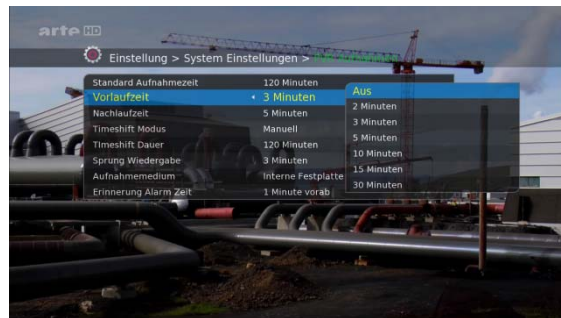 arte HD
Einstellung > System Einstellungen >
Standard Aufnahmezeit 120 Minuten
Vorlaufzeit 3 Minuten
Nachlaufzeit 5 Minuten
Timeshift Modus Manuell
TImeshift Dauer 120 Minuten
Sprung Wiedergabe 3 Minuten
Aufnahmemedium Interne Festplatte
Erinnerung Alarm Zeit 1 Minute vorab
Aus
2 Minuten
3 Minuten
5 Minuten
10 Minuten
15 Minuten
30 Minuten